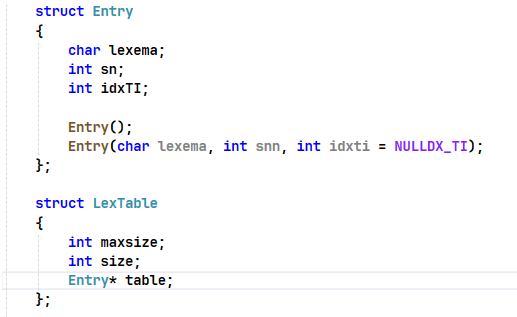 struct Entry
{
char lexema;
int sn;
int idxTI;
Entry();
Entry(char lexema, int snn, int idxti = NULLDX_TI);
};
struct LexTable
{
int maxsize;
int size;
Entry* table;
};